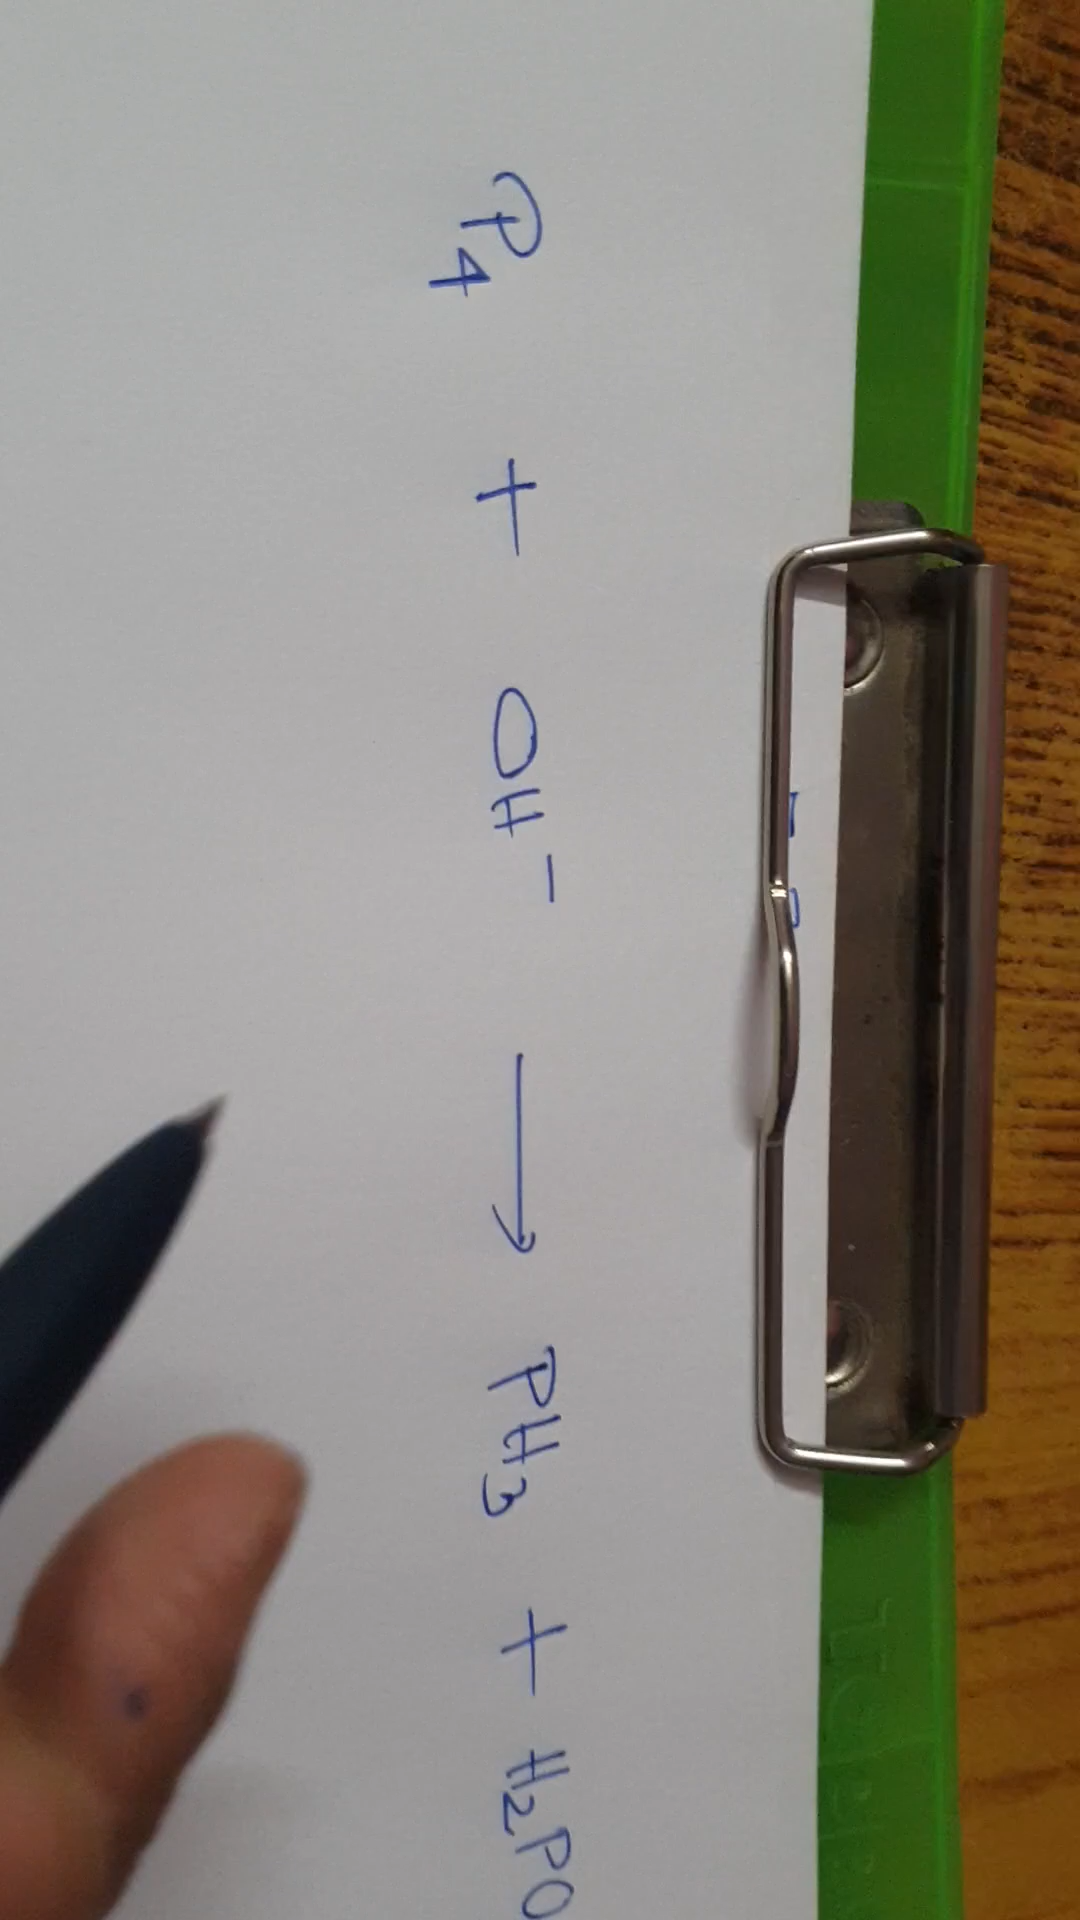 P₄ + OH⁻ → PH₃ + H₂PO